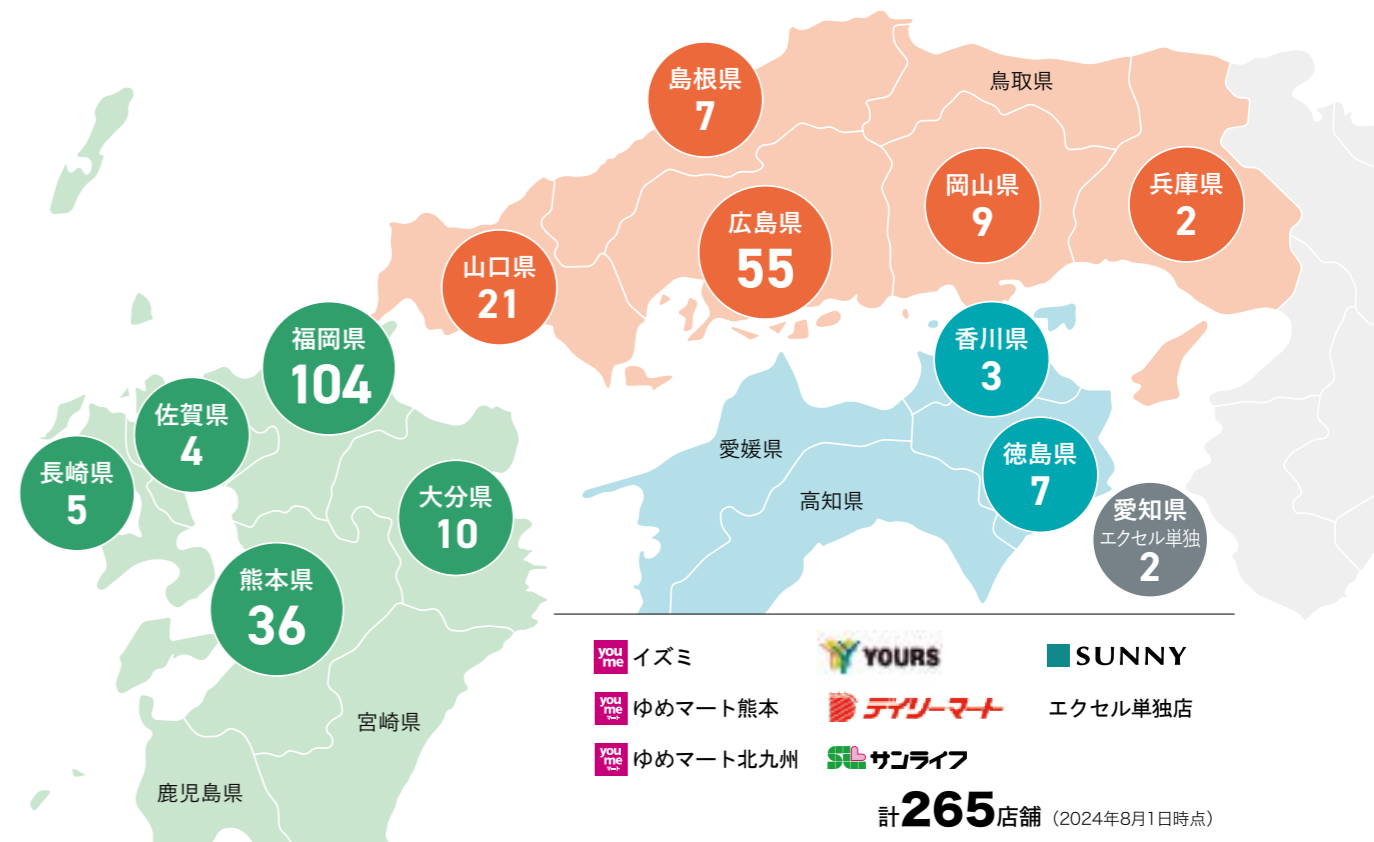 島根県
7
鳥取県
岡山県
9
兵庫県
2
広島県
55
山口県
21
福岡県
104
佐賀県
4
長崎県
5
大分県
10
熊本県
36
宮崎県
鹿児島県
香川県
3
徳島県
7
愛媛県
高知県
愛知県
エクセル単独
2
you me イズミ
YOURS
SUNNY
you me マート ゆめマート熊本
デイリーマート
エクセル単独店
you me マート ゆめマート北九州
サンライフ
計265店舗（2024年8月1日時点）